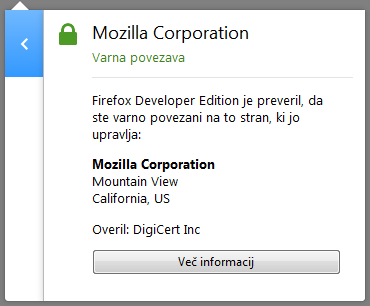 Mozilla Corporation
Varna povezava
Firefox Developer Edition je preveril, da
ste varno povezani na to stran, ki jo
upravlja:
Mozilla Corporation
Mountain View
California, US
Overil: DigiCert Inc
Več informacij